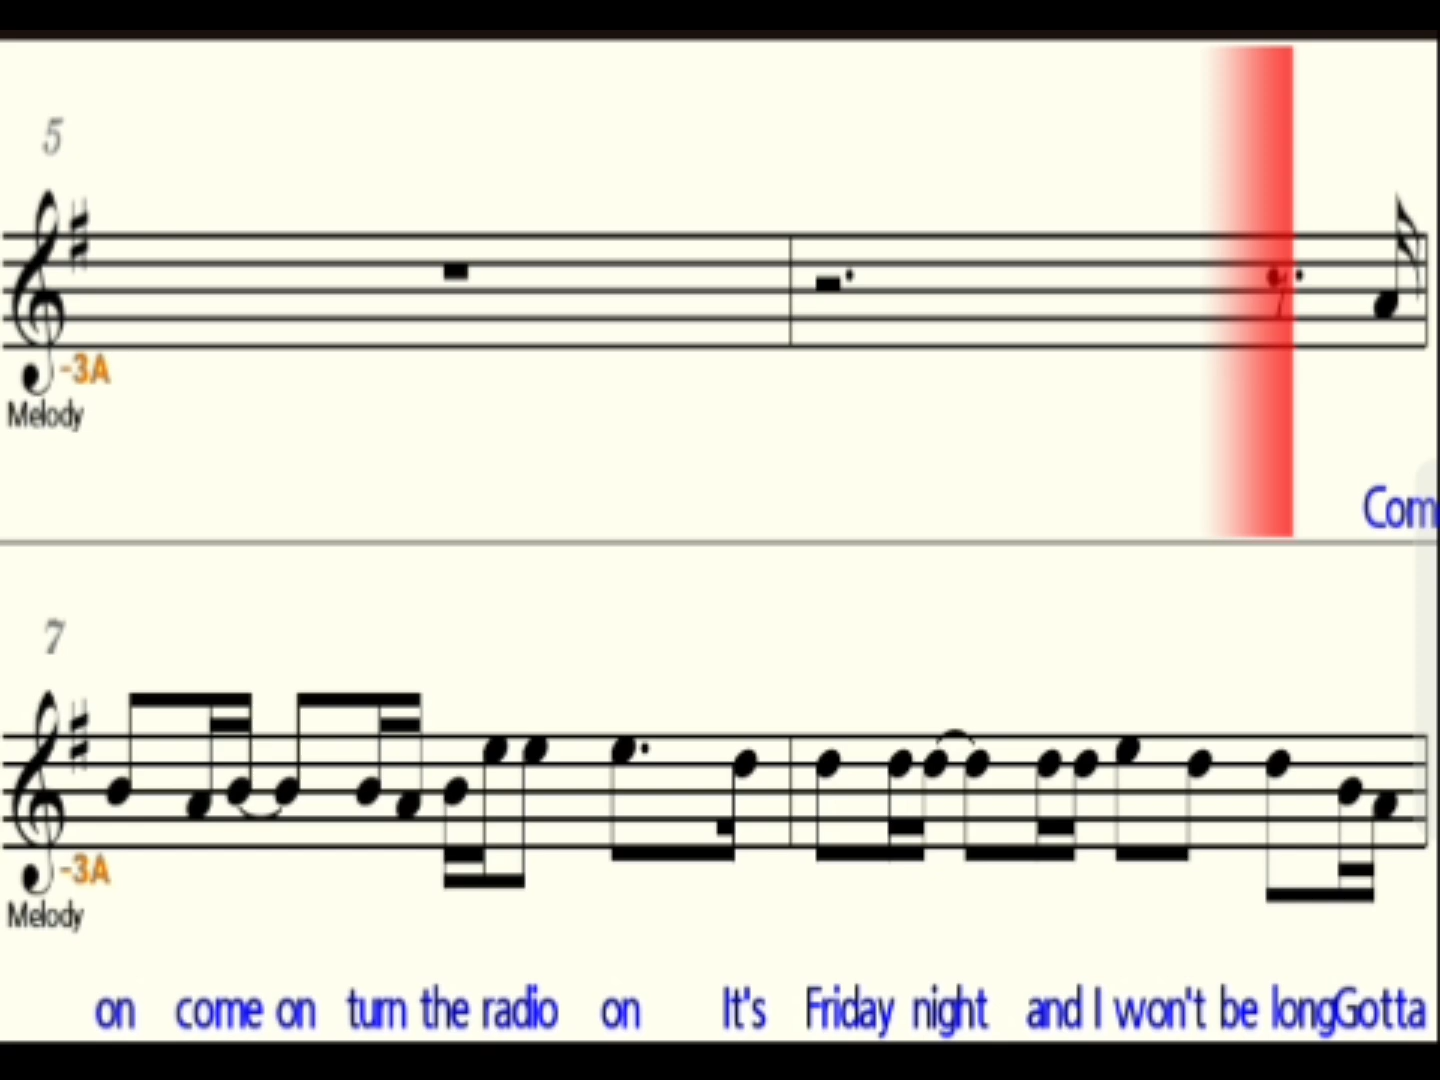 5
-3A
Melody
Com
7
-3A
Melody
on come on turn the radio on It's Friday night and I won't be longGotta